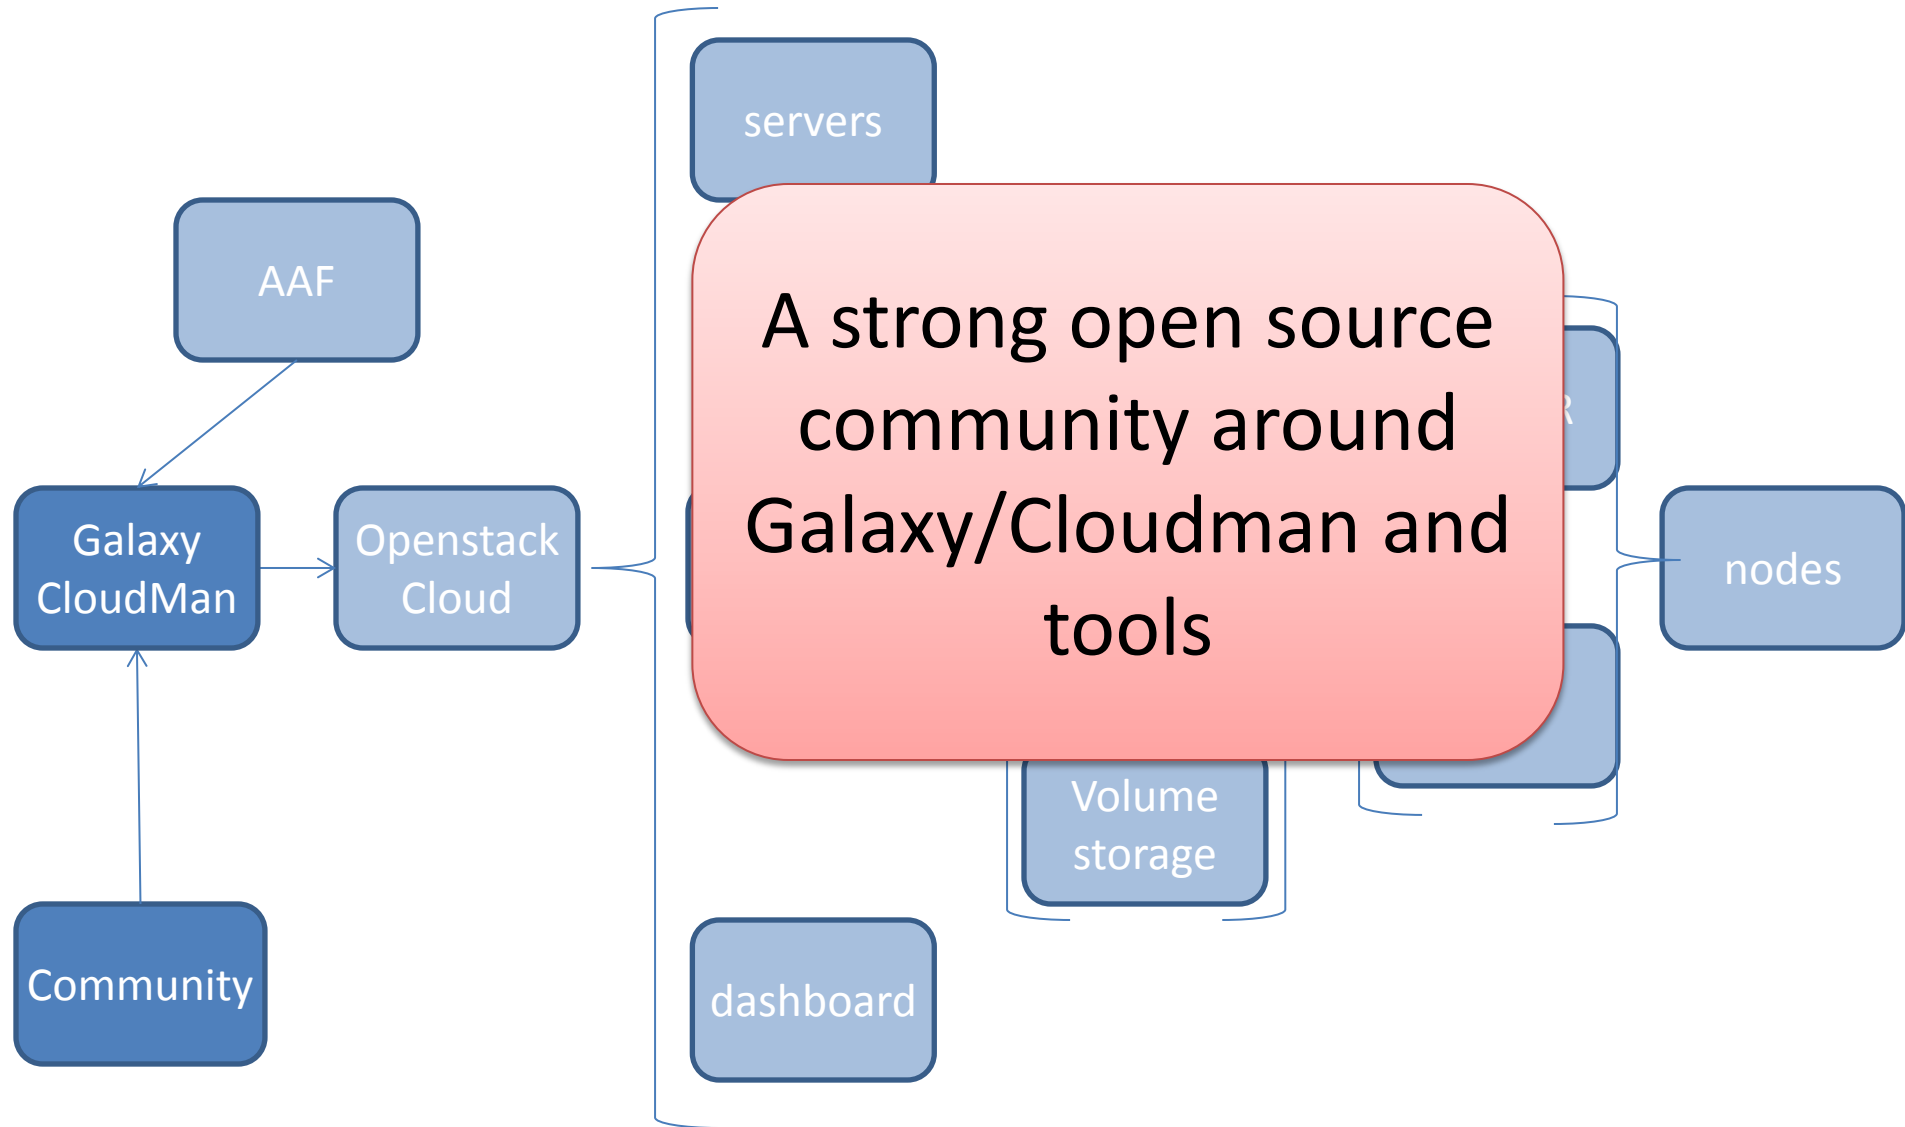 servers
AAF
A strong open source
community around
Galaxy/Cloudman and
tools
Galaxy
CloudMan
Openstack
Cloud
nodes
Volume
storage
Community
dashboard